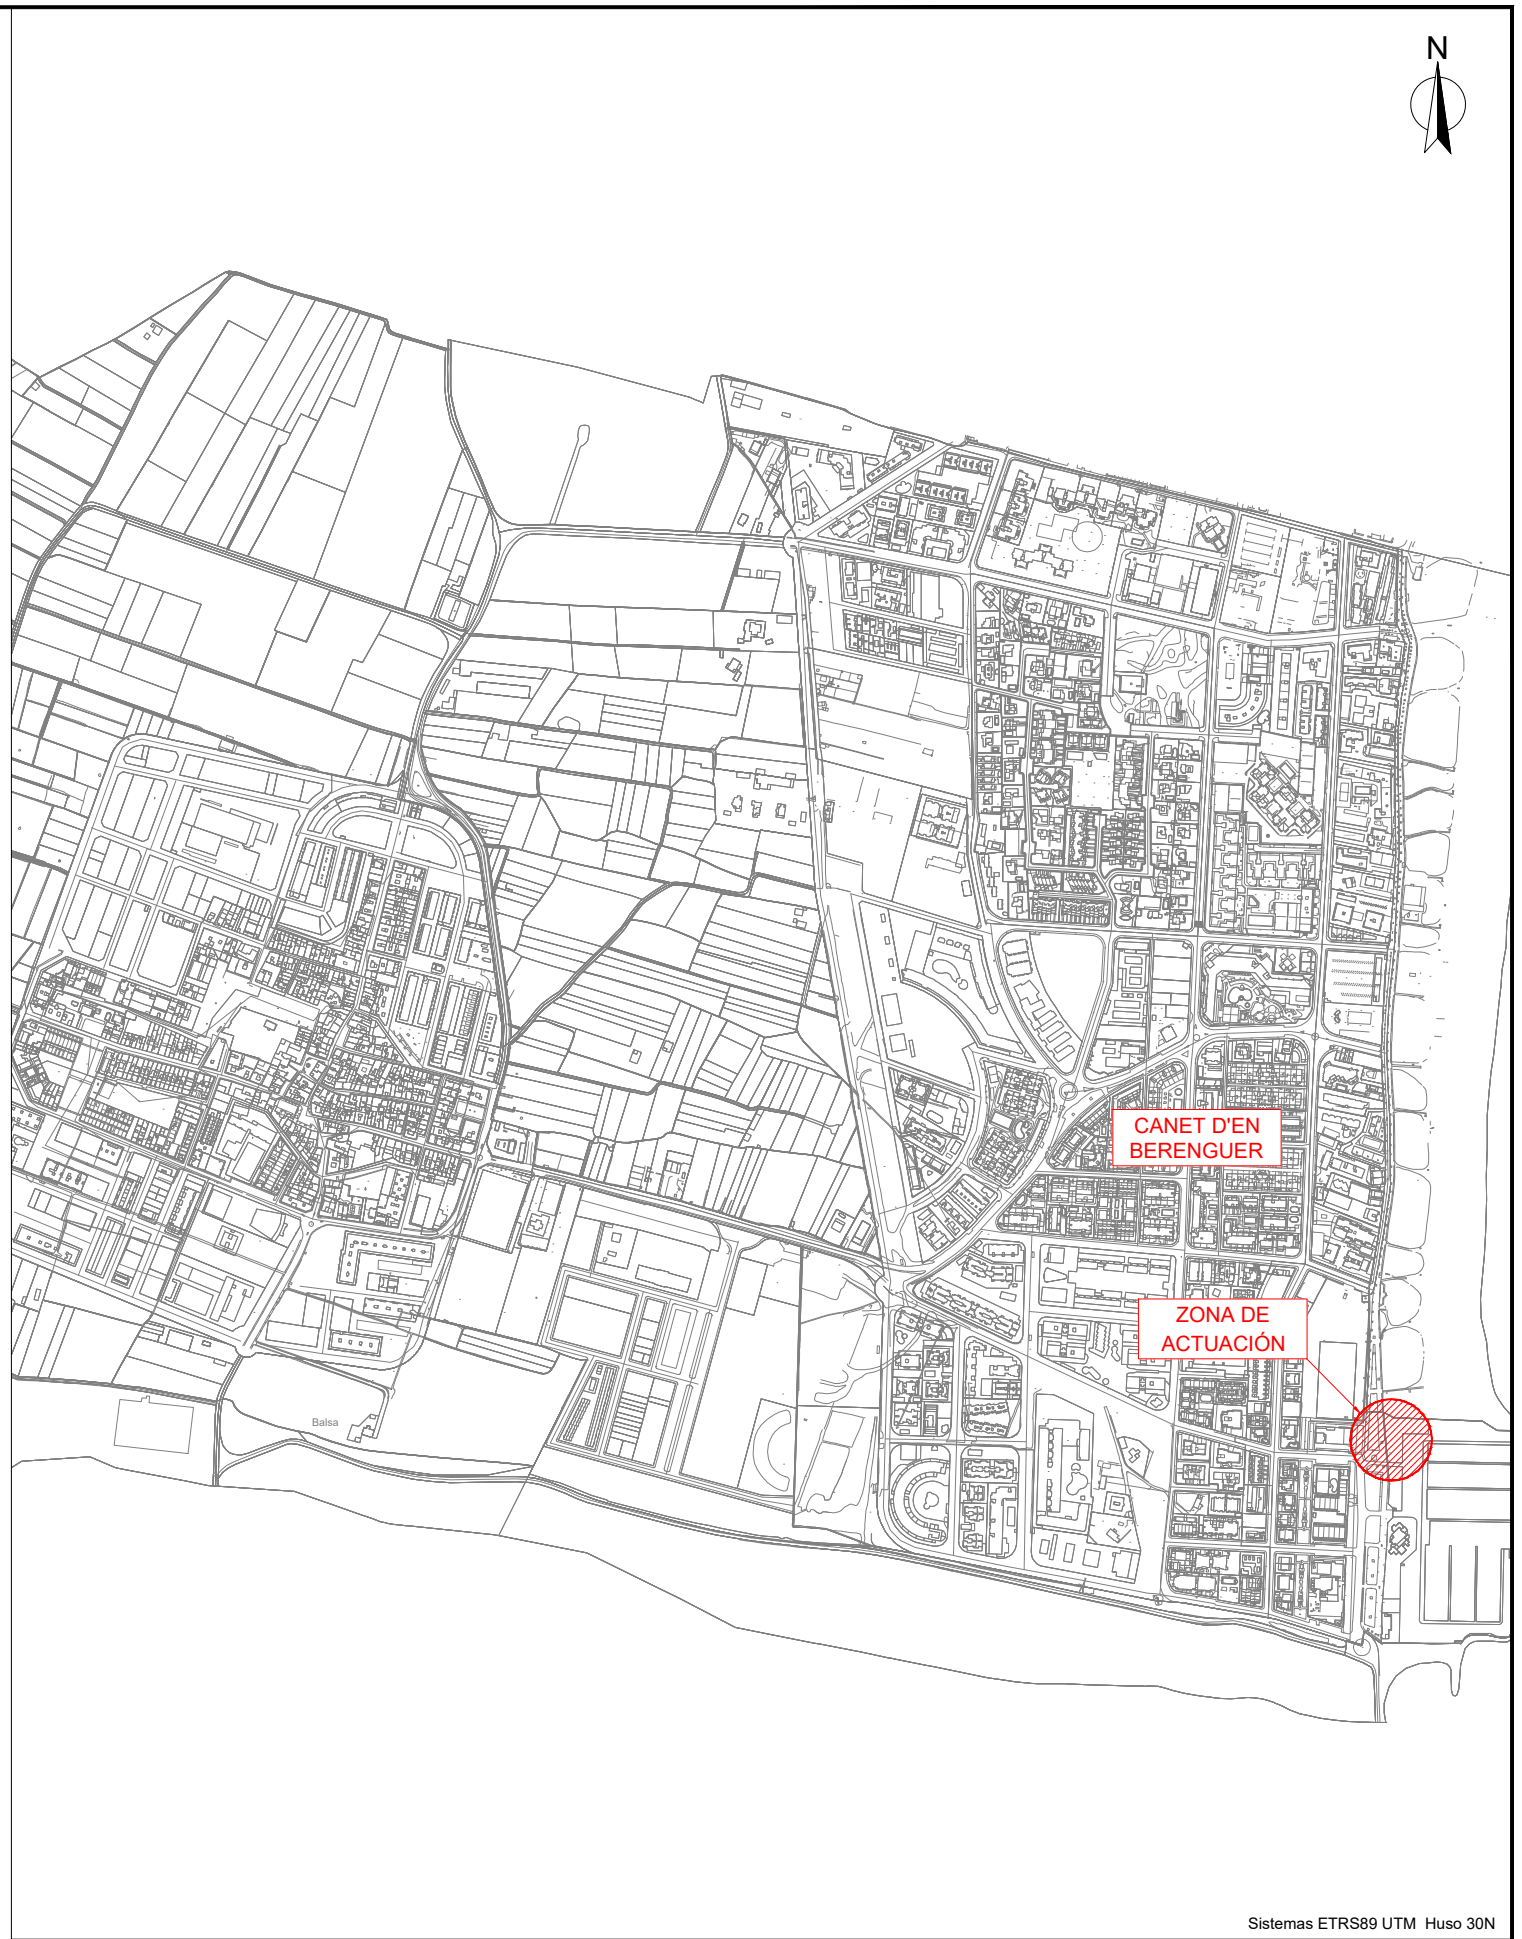 N
CANET D'EN
BERENGUER
ZONA DE
ACTUACIÓN
Balsa
Sistemas ETRS89 UTM Huso 30N